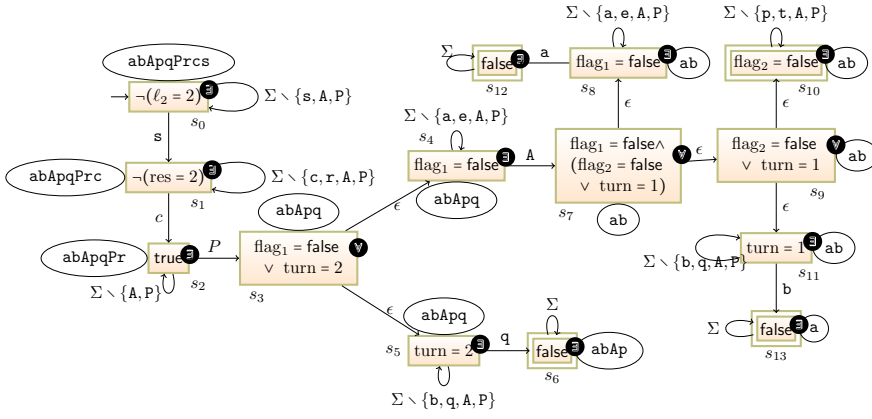 abApqPrcs
¬(ℓ₂ = 2)
∃
Σ ∖ {s, A, P}
s₀
s
abApqPrc
¬(res = 2)
∃
Σ ∖ {c, r, A, P}
s₁
c
abApqPr
true
∃
Σ ∖ {A, P}
s₂
P
abApq
flag₁ = false
∨ turn = 2
∀
s₃
ϵ
ϵ
Σ ∖ {a, e, A, P}
s₄
flag₁ = false
∃
abApq
A
abApq
s₅
turn = 2
∃
Σ ∖ {b, q, A, P}
q
Σ
false
∃
abAp
s₆
flag₁ = false∧
(flag₂ = false
∨ turn = 1)
∀
s₇
ab
ϵ
ϵ
Σ ∖ {a, e, A, P}
flag₁ = false
∃
ab
s₈
a
Σ
false
∃
s₁₂
flag₂ = false
∨ turn = 1
∀
ab
s₉
ϵ
ϵ
Σ ∖ {p, t, A, P}
flag₂ = false
∃
ab
s₁₀
turn = 1
∃
ab
Σ ∖ {b, q, A, P}
s₁₁
b
Σ
false
∃
a
s₁₃